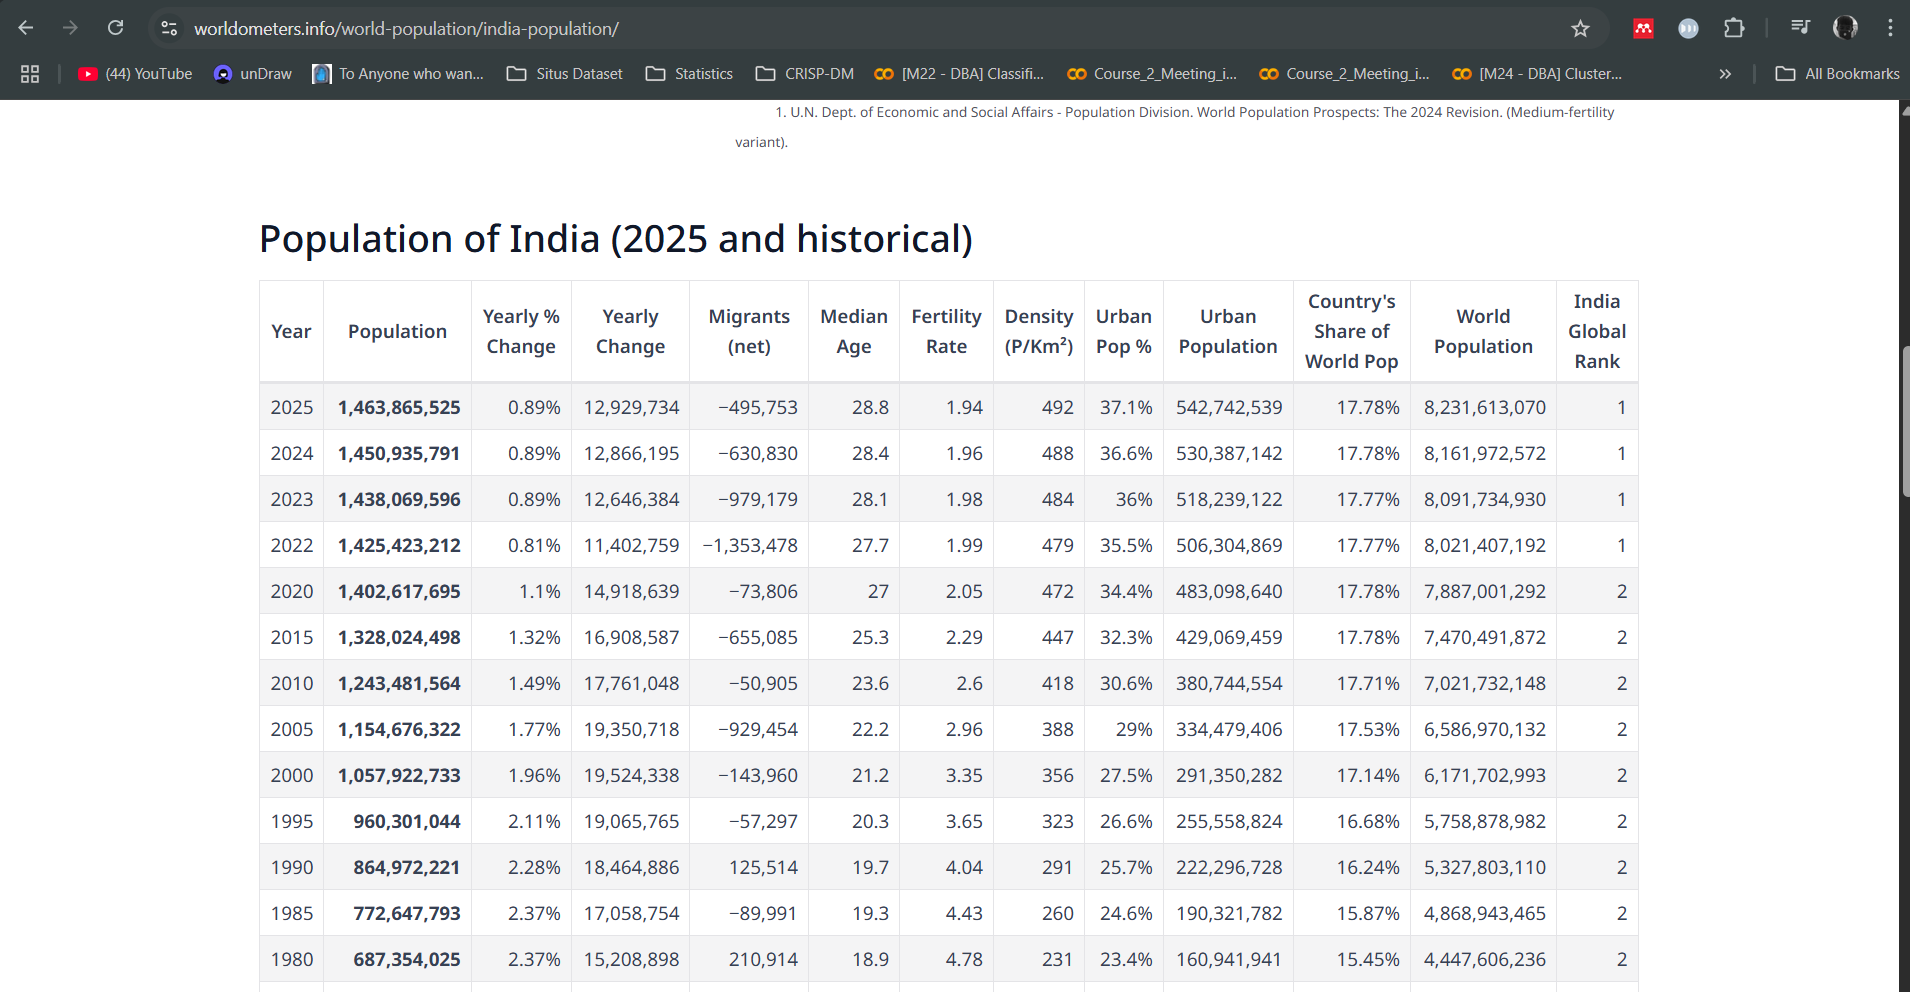 worldometers.info/world-population/india-population/
(44) YouTube unDraw To Anyone who wan... Situs Dataset Statistics CRISP-DM [M22 - DBA] Classifi... Course_2_Meeting_i... Course_2_Meeting_i... [M24 - DBA] Cluster... » All Bookmarks
1. U.N. Dept. of Economic and Social Affairs - Population Division. World Population Prospects: The 2024 Revision. (Medium-fertility
variant).
Population of India (2025 and historical)
Year Population Yearly % Change Yearly Change Migrants (net) Median Age Fertility Rate Density (P/Km²) Urban Pop % Urban Population Country's Share of World Pop World Population India Global Rank
2025 1,463,865,525 0.89% 12,929,734 −495,753 28.8 1.94 492 37.1% 542,742,539 17.78% 8,231,613,070 1
2024 1,450,935,791 0.89% 12,866,195 −630,830 28.4 1.96 488 36.6% 530,387,142 17.78% 8,161,972,572 1
2023 1,438,069,596 0.89% 12,646,384 −979,179 28.1 1.98 484 36% 518,239,122 17.77% 8,091,734,930 1
2022 1,425,423,212 0.81% 11,402,759 −1,353,478 27.7 1.99 479 35.5% 506,304,869 17.77% 8,021,407,192 1
2020 1,402,617,695 1.1% 14,918,639 −73,806 27 2.05 472 34.4% 483,098,640 17.78% 7,887,001,292 2
2015 1,328,024,498 1.32% 16,908,587 −655,085 25.3 2.29 447 32.3% 429,069,459 17.78% 7,470,491,872 2
2010 1,243,481,564 1.49% 17,761,048 −50,905 23.6 2.6 418 30.6% 380,744,554 17.71% 7,021,732,148 2
2005 1,154,676,322 1.77% 19,350,718 −929,454 22.2 2.96 388 29% 334,479,406 17.53% 6,586,970,132 2
2000 1,057,922,733 1.96% 19,524,338 −143,960 21.2 3.35 356 27.5% 291,350,282 17.14% 6,171,702,993 2
1995 960,301,044 2.11% 19,065,765 −57,297 20.3 3.65 323 26.6% 255,558,824 16.68% 5,758,878,982 2
1990 864,972,221 2.28% 18,464,886 125,514 19.7 4.04 291 25.7% 222,296,728 16.24% 5,327,803,110 2
1985 772,647,793 2.37% 17,058,754 −89,991 19.3 4.43 260 24.6% 190,321,782 15.87% 4,868,943,465 2
1980 687,354,025 2.37% 15,208,898 210,914 18.9 4.78 231 23.4% 160,941,941 15.45% 4,447,606,236 2